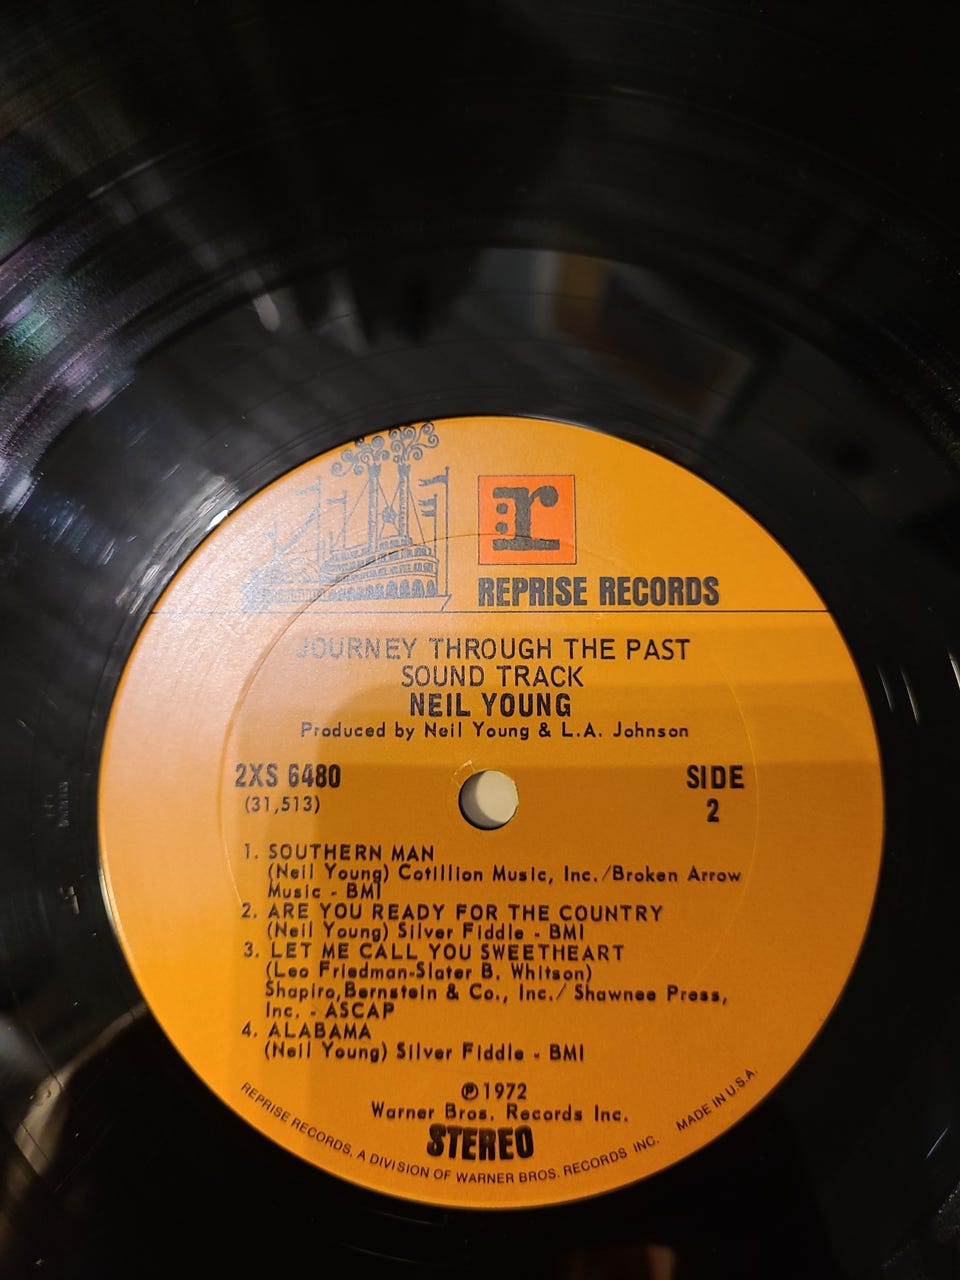 r
REPRISE RECORDS
JOURNEY THROUGH THE PAST
SOUND TRACK
NEIL YOUNG
Produced by Neil Young & L.A. Johnson
2XS 6480
(31,513)
SIDE
2
1. SOUTHERN MAN
(Neil Young) Cotillion Music, Inc./Broken Arrow
Music - BMI
2. ARE YOU READY FOR THE COUNTRY
(Neil Young) Silver Fiddle - BMI
3. LET ME CALL YOU SWEETHEART
(Leo Friedman-Slater B. Whitson)
Shapiro,Bernstein & Co., Inc./ Shawnee Press,
Inc. - ASCAP
4. ALABAMA
(Neil Young) Silver Fiddle - BMI
℗1972
Warner Bros. Records Inc.
STEREO
REPRISE RECORDS, A DIVISION OF WARNER BROS. RECORDS INC. MADE IN U.S.A.